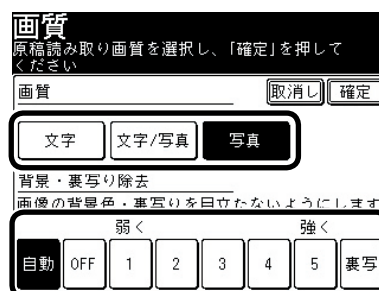 画質
原稿読み取り画質を選択し、「確定」を押して
ください
画質 取消し 確定
文字 文字/写真 写真
背景・裏写り除去
画像の背景色・裏写りを目立たないようにします
弱く 強く
自動 OFF 1 2 3 4 5 裏写